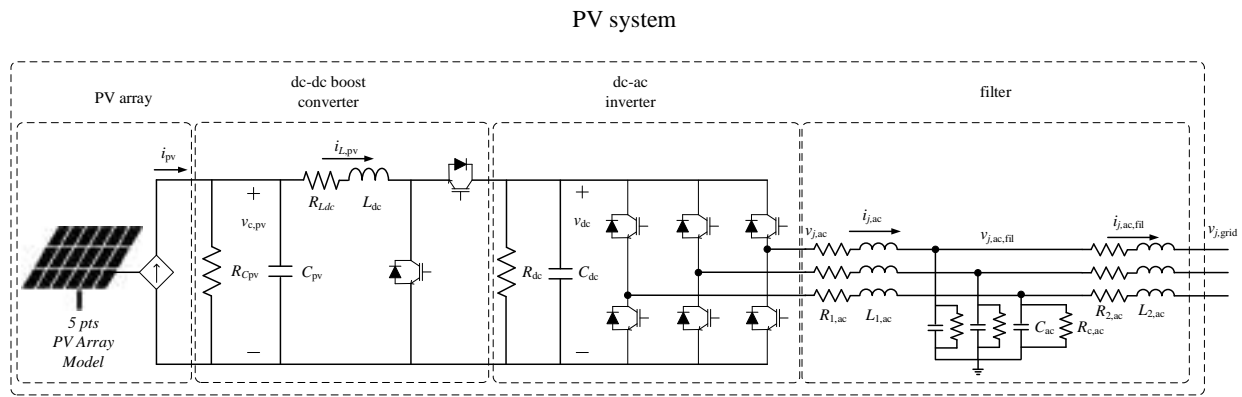 PV system
PV array
dc-dc boost
converter
dc-ac
inverter
filter
i_pv
i_L,pv
R_Ldc
L_dc
+
v_c,pv
−
R_Cpv
C_pv
R_dc
C_dc
+
v_dc
−
v_j,ac
i_j,ac
v_j,ac,fil
i_j,ac,fil
v_j,grid
R_1,ac
L_1,ac
C_ac
R_c,ac
R_2,ac
L_2,ac
5 pts
PV Array
Model